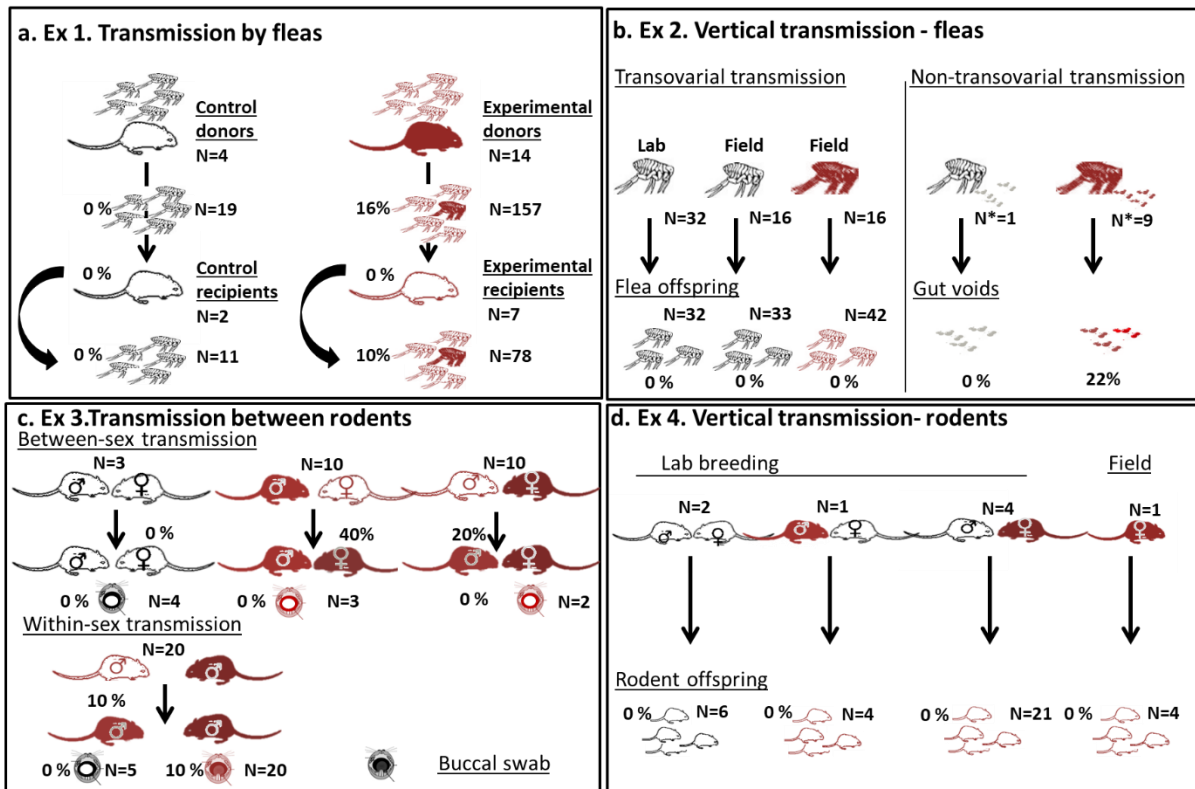 a. Ex 1. Transmission by fleas
Control
donors
N=4
0 %
N=19
0 %
Control
recipients
N=2
0 %
N=11
Experimental
donors
N=14
16%
N=157
0 %
Experimental
recipients
N=7
10%
N=78
b. Ex 2. Vertical transmission - fleas
Transovarial transmission
Lab
Field
Field
N=32
N=16
N=16
Flea offspring
N=32
N=33
N=42
0 %
0 %
0 %
Non-transovarial transmission
N*=1
N*=9
Gut voids
0 %
22%
c. Ex 3.Transmission between rodents
Between-sex transmission
N=3
N=10
N=10
0 %
40%
20%
0 %
N=4
0 %
N=3
0 %
N=2
Within-sex transmission
N=20
10 %
0 %
N=5
10 %
N=20
Buccal swab
d. Ex 4. Vertical transmission- rodents
Lab breeding
Field
N=2
N=1
N=4
N=1
Rodent offspring
0 %
N=6
0 %
N=4
0 %
N=21
0 %
N=4